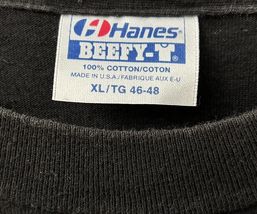 Hanes
BEEFY-T
100% COTTON/COTON
MADE IN U.S.A./FABRIQUE AUX E-U
XL/TG 46-48